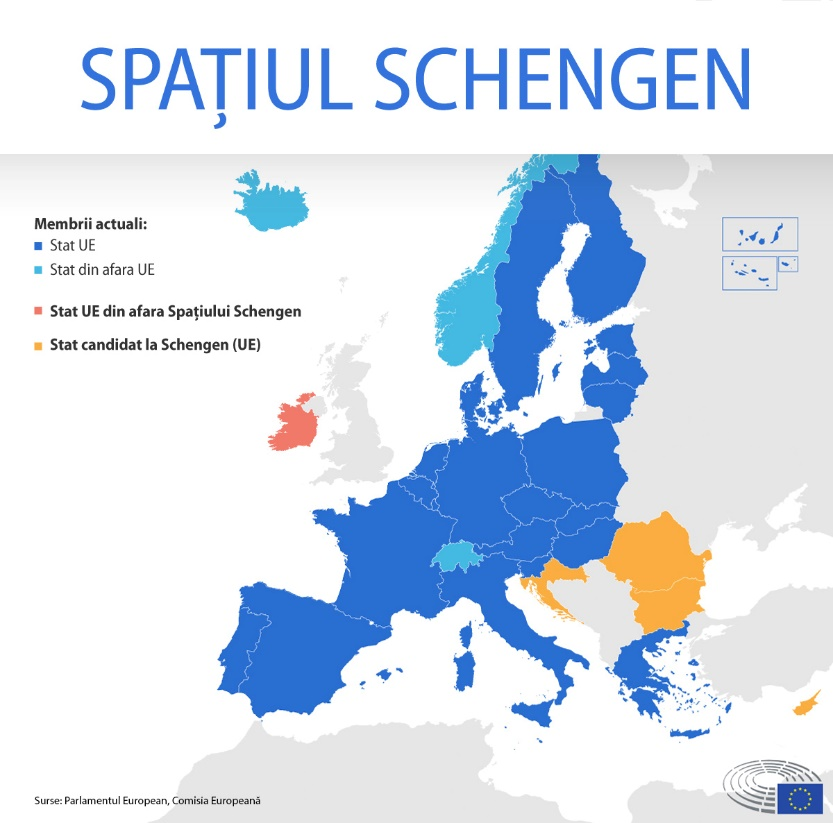 SPAȚIUL SCHENGEN
Membrii actuali:
Stat UE
Stat din afara UE
Stat UE din afara Spațiului Schengen
Stat candidat la Schengen (UE)
Surse: Parlamentul European, Comisia Europeană